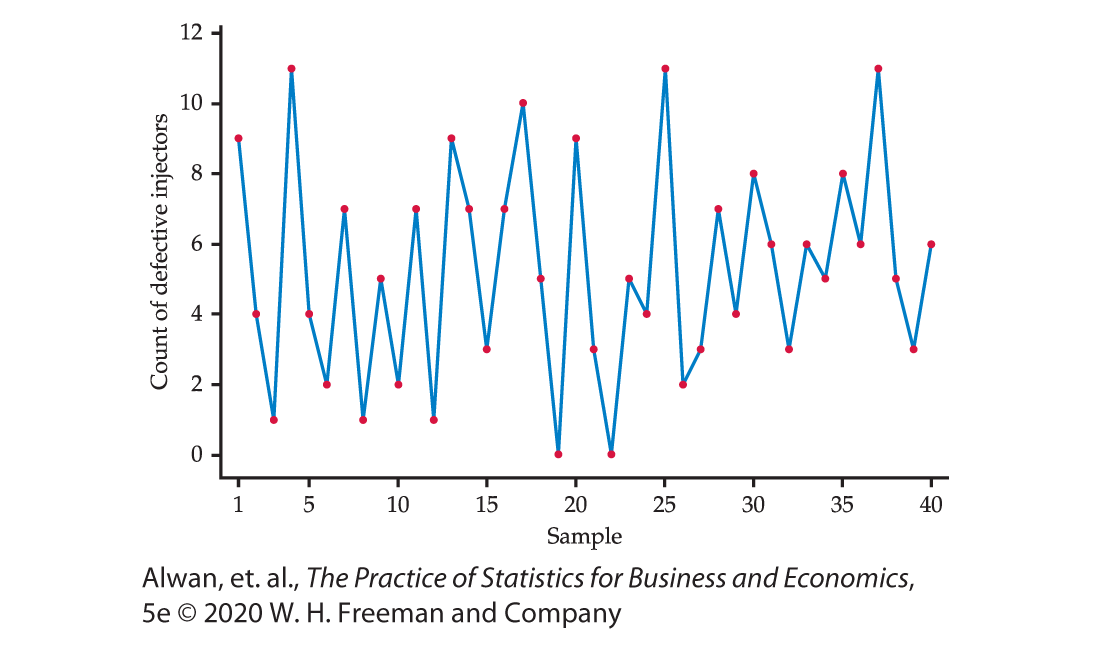 12
10
8
6
4
2
0
Count of defective injectors
1 5 10 15 20 25 30 35 40
Sample
Alwan, et. al., The Practice of Statistics for Business and Economics,
5e © 2020 W. H. Freeman and Company